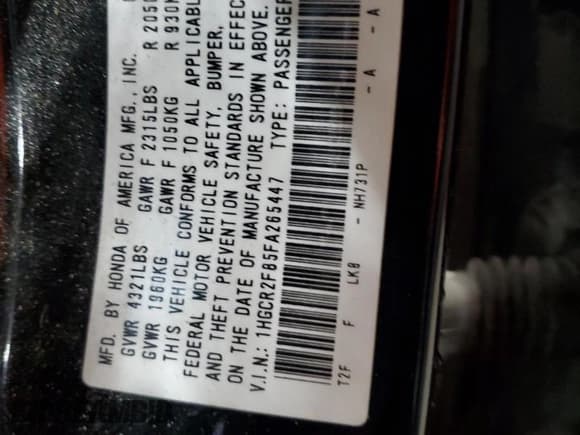 MFD. BY HONDA OF AMERICA MFG., INC.
GVWR 4321LBS GAWR F 2315LBS R 205
GVWR 1960KG GAWR F 1050KG R 930K
THIS VEHICLE CONFORMS TO ALL APPLICABL
FEDERAL MOTOR VEHICLE SAFETY, BUMPER,
AND THEFT PREVENTION STANDARDS IN EFFEC
ON THE DATE OF MANUFACTURE SHOWN ABOVE.
V.I.N.: 1HGCR2F85FA265447 TYPE: PASSENGER
T2F F LK8 - NH731P - A - A